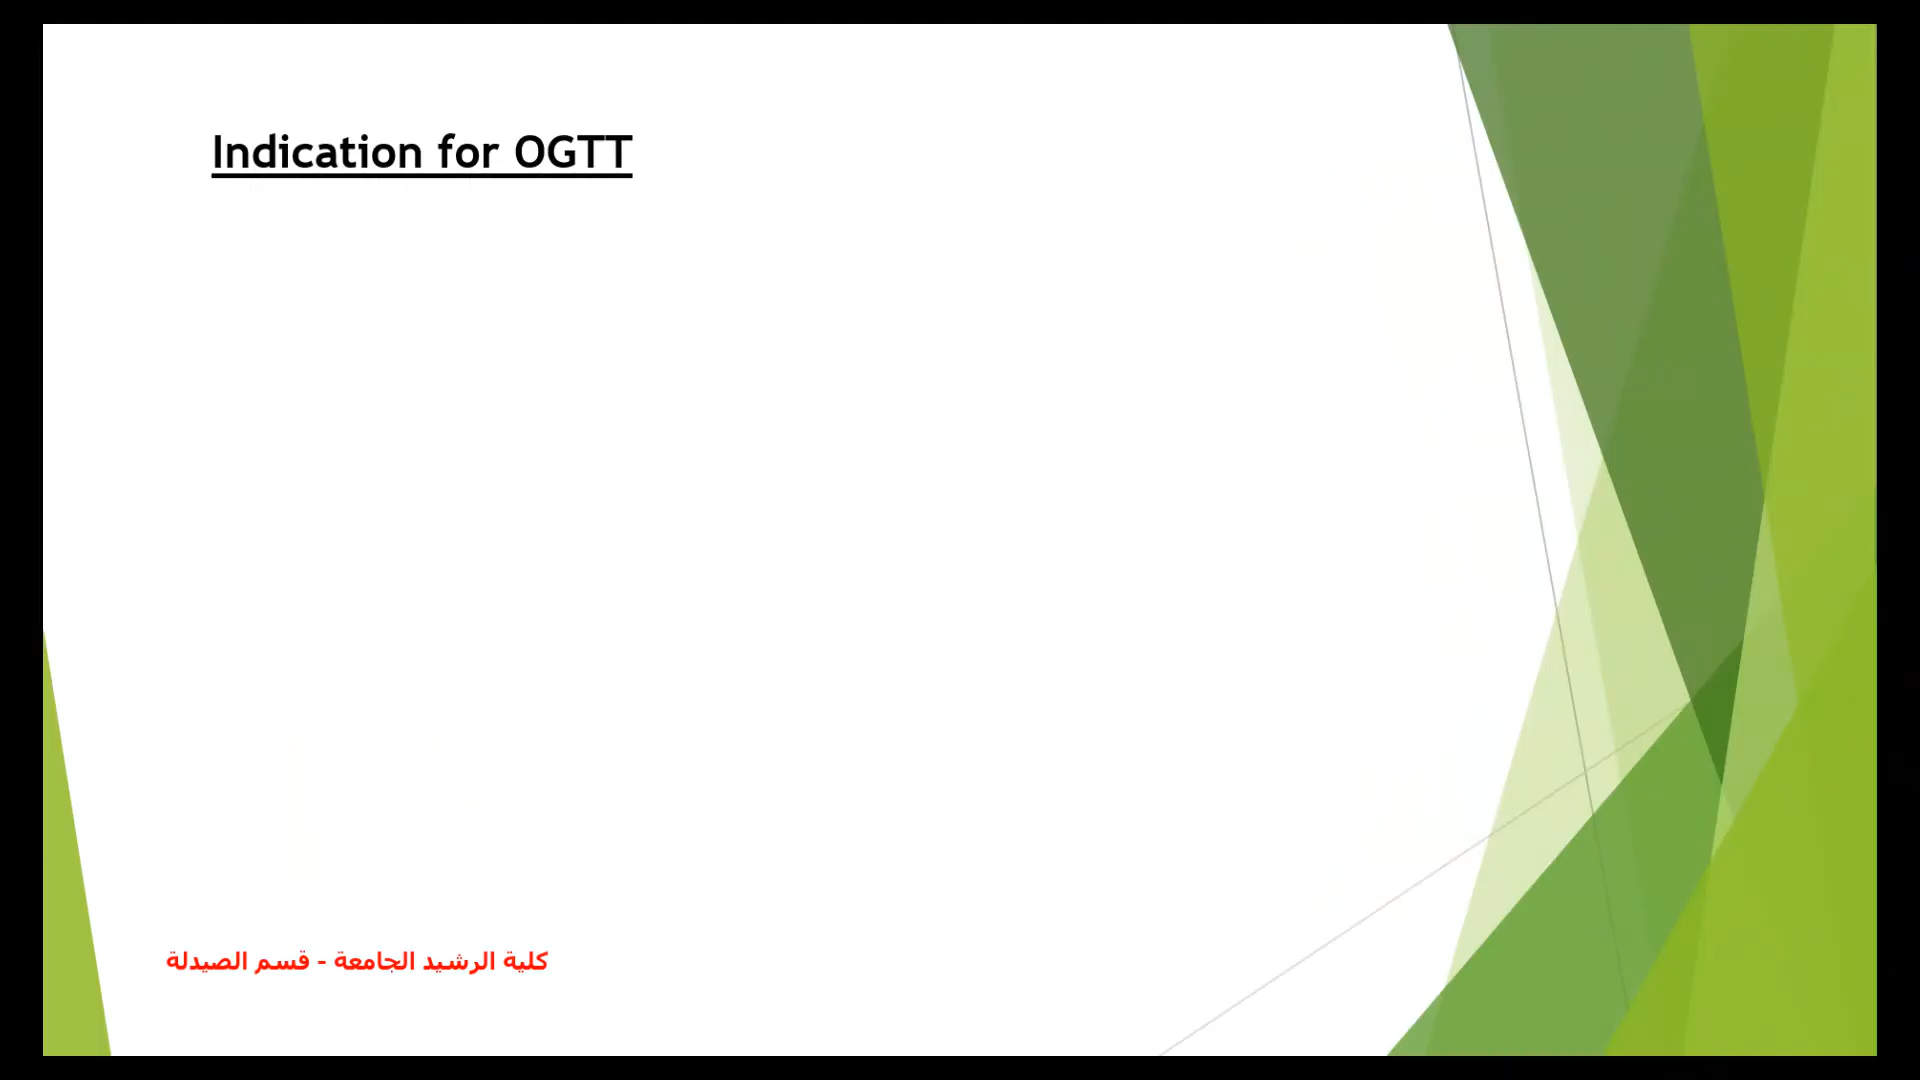 Indication for OGTT
كلية الرشيد الجامعة - قسم الصيدلة